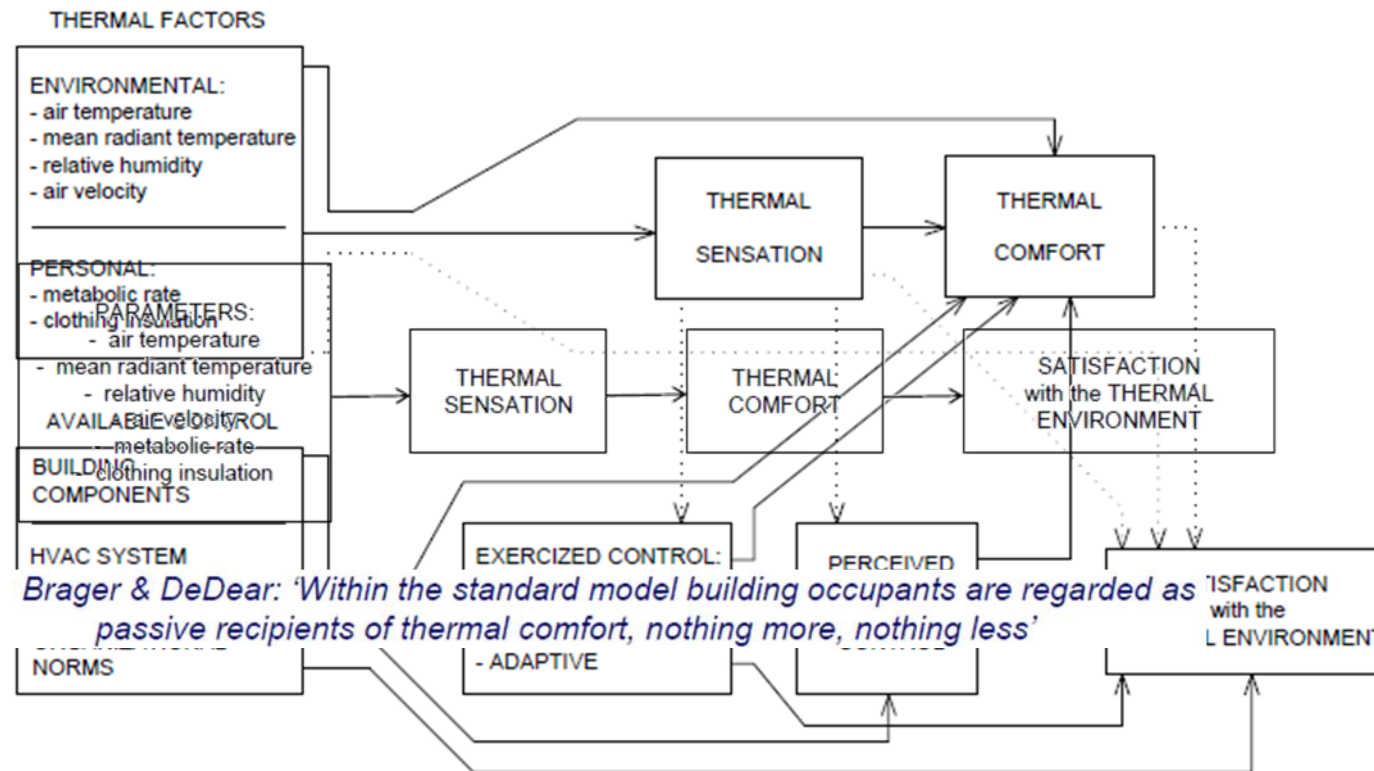 THERMAL FACTORS
ENVIRONMENTAL:
- air temperature
- mean radiant temperature
- relative humidity
- air velocity
PERSONAL:
- metabolic rate
- clothing insulation
PARAMETERS:
- air temperature
- mean radiant temperature
- relative humidity
- air velocity
- metabolic rate
- clothing insulation
AVAILABLE CONTROL
BUILDING
COMPONENTS
HVAC SYSTEM
NORMS
THERMAL
SENSATION
THERMAL
COMFORT
THERMAL
SENSATION
THERMAL
COMFORT
SATISFACTION
with the THERMAL
ENVIRONMENT
EXERCIZED CONTROL:
- ADAPTIVE
PERCEIVED
TISFACTION
with the
L ENVIRONMENT
Brager & DeDear: ‘Within the standard model building occupants are regarded as
passive recipients of thermal comfort, nothing more, nothing less’